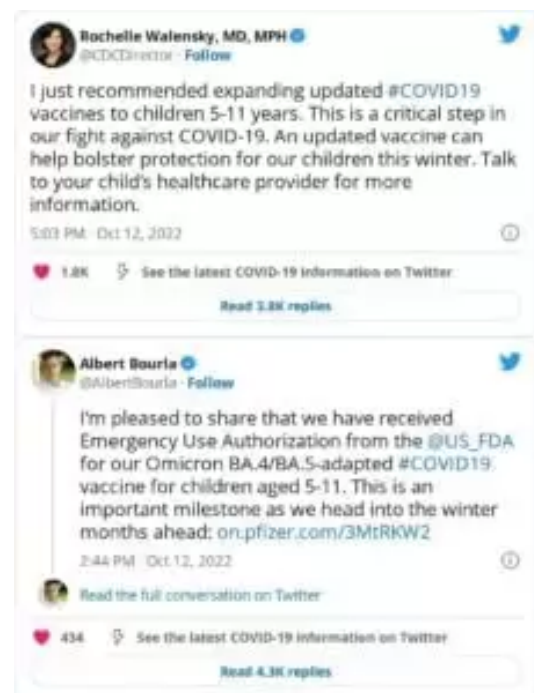 Rochelle Walensky, MD, MPH
@CDCDirector · Follow
I just recommended expanding updated #COVID19
vaccines to children 5-11 years. This is a critical step in
our fight against COVID-19. An updated vaccine can
help bolster protection for our children this winter. Talk
to your child's healthcare provider for more
information.
5:03 PM · Oct 12, 2022
1.8K See the latest COVID-19 information on Twitter
Read 3.8K replies
Albert Bourla
@AlbertBourla · Follow
I'm pleased to share that we have received
Emergency Use Authorization from the @US_FDA
for our Omicron BA.4/BA.5-adapted #COVID19
vaccine for children aged 5-11. This is an
important milestone as we head into the winter
months ahead: on.pfizer.com/3MtRKW2
2:44 PM · Oct 12, 2022
Read the full conversation on Twitter
434 See the latest COVID-19 information on Twitter
Read 4.3K replies